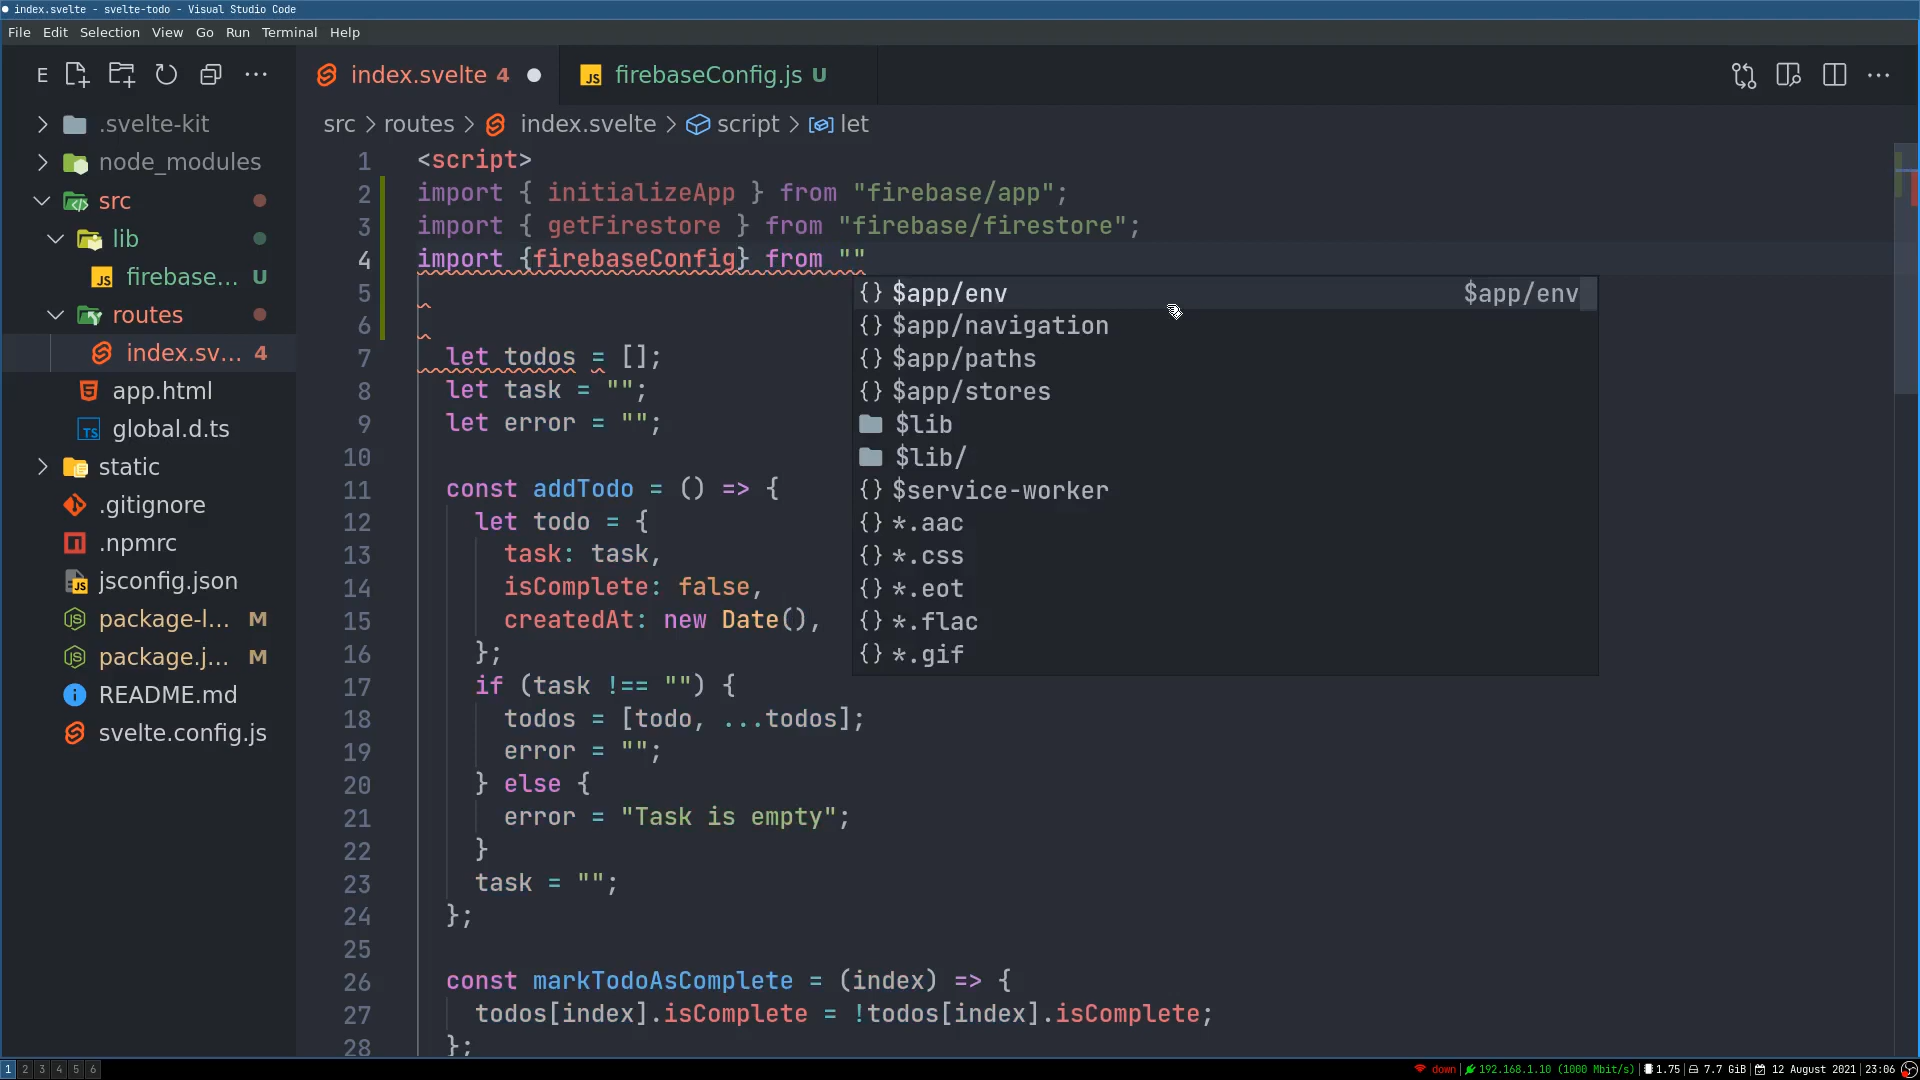 index.svelte - svelte-todo - Visual Studio Code
File Edit Selection View Go Run Terminal Help
E
index.svelte 4
JS firebaseConfig.js U
src > routes > index.svelte > script > let
.svelte-kit
node_modules
src
lib
JS firebase... U
routes
index.sv... 4
app.html
TS global.d.ts
static
.gitignore
.npmrc
JS jsconfig.json
package-l... M
package.j... M
README.md
svelte.config.js
1 <script>
2 import { initializeApp } from "firebase/app";
3 import { getFirestore } from "firebase/firestore";
4 import {firebaseConfig} from ""
5
6
7 let todos = [];
8 let task = "";
9 let error = "";
10
11 const addTodo = () => {
12 let todo = {
13 task: task,
14 isComplete: false,
15 createdAt: new Date(),
16 };
17 if (task !== "") {
18 todos = [todo, ...todos];
19 error = "";
20 } else {
21 error = "Task is empty";
22 }
23 task = "";
24 };
25
26 const markTodoAsComplete = (index) => {
27 todos[index].isComplete = !todos[index].isComplete;
28 };
{} $app/env $app/env
{} $app/navigation
{} $app/paths
{} $app/stores
$lib
$lib/
{} $service-worker
{} *.aac
{} *.css
{} *.eot
{} *.flac
{} *.gif
1 2 3 4 5 6
down | 192.168.1.10 (1000 Mbit/s) | 1.75 | 7.7 GiB | 12 August 2021 | 23:06